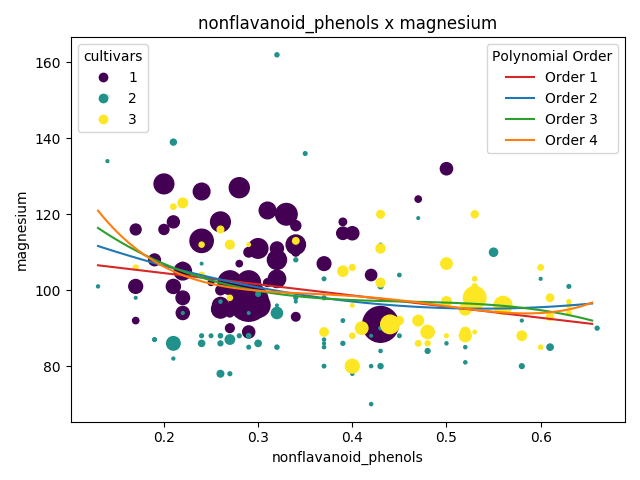 nonflavanoid_phenols x magnesium
cultivars
1
2
3
Polynomial Order
Order 1
Order 2
Order 3
Order 4
magnesium
160
140
120
100
80
0.2 0.3 0.4 0.5 0.6
nonflavanoid_phenols